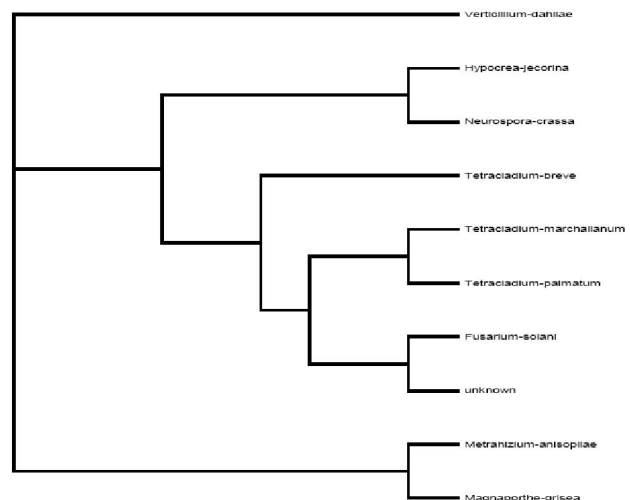 Verticillium-dahliae
Hypocrea-jecorina
Neurospora-crassa
Tetracladium-breve
Tetracladium-marchalianum
Tetracladium-palmatum
Fusarium-solani
unknown
Metrahizium-anisopliae
Magnaporthe-grisea